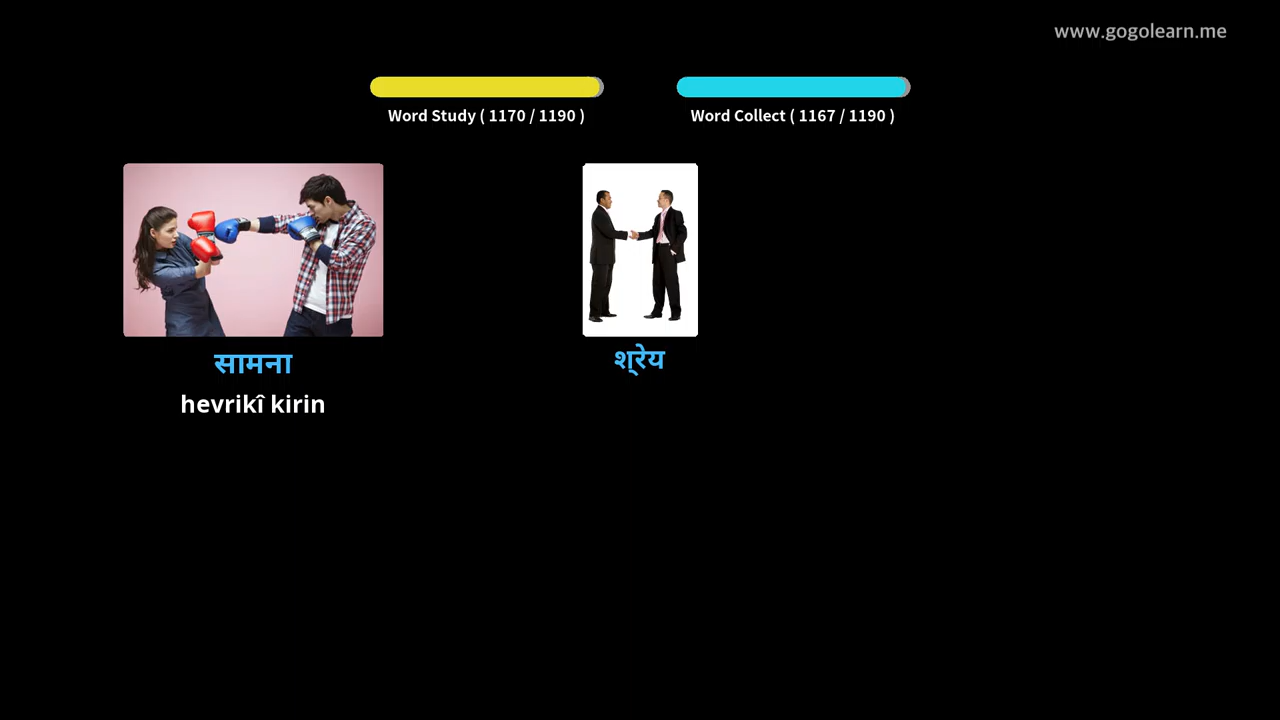 www.gogolearn.me
Word Study ( 1170 / 1190 )
Word Collect ( 1167 / 1190 )
सामना
hevrikî kirin
श्रेय